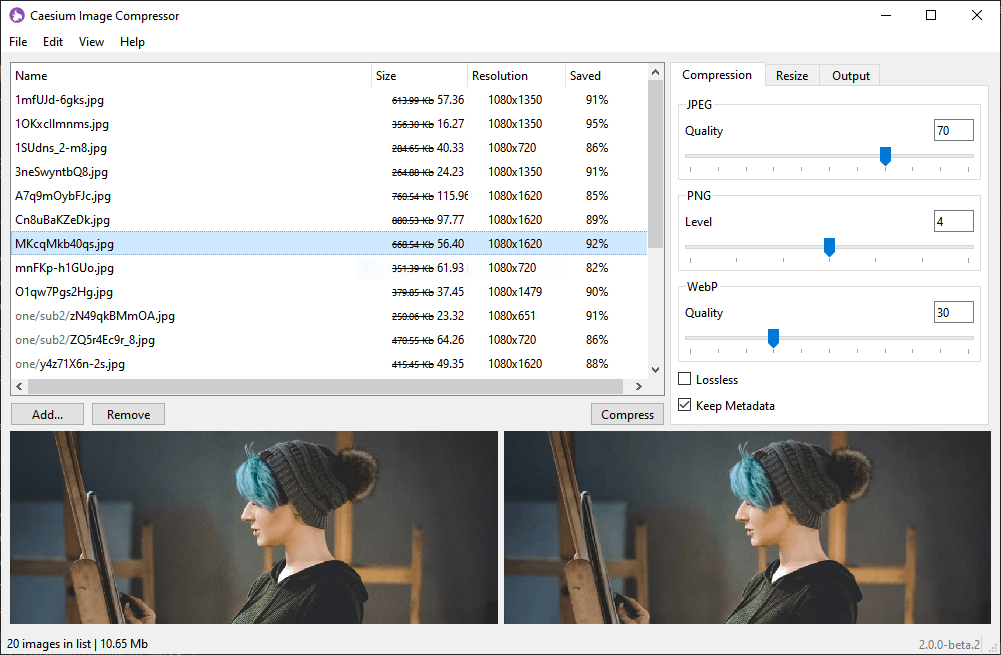 Caesium Image Compressor
File Edit View Help
Name Size Resolution Saved
1mfUJd-6gks.jpg 613.99 Kb 57.36 1080x1350 91%
1OKxcllmnms.jpg 356.30 Kb 16.27 1080x1350 95%
1SUdns_2-m8.jpg 284.65 Kb 40.33 1080x720 86%
3neSwyntbQ8.jpg 264.88 Kb 24.23 1080x1350 91%
A7q9mOybFJc.jpg 760.54 Kb 115.96 1080x1620 85%
Cn8uBaKZeDk.jpg 880.53 Kb 97.77 1080x1620 89%
MKcqMkb40qs.jpg 668.54 Kb 56.40 1080x1620 92%
mnFKp-h1GUo.jpg 351.39 Kb 61.93 1080x720 82%
O1qw7Pgs2Hg.jpg 379.85 Kb 37.45 1080x1479 90%
one/sub2/zN49qkBMmOA.jpg 250.06 Kb 23.32 1080x651 91%
one/sub2/ZQ5r4Ec9r_8.jpg 470.55 Kb 64.26 1080x720 86%
one/y4z71X6n-2s.jpg 415.45 Kb 49.35 1080x1620 88%
Add... Remove Compress
Compression Resize Output
JPEG
Quality 70
PNG
Level 4
WebP
Quality 30
Lossless
Keep Metadata
20 images in list | 10.65 Mb
2.0.0-beta.2